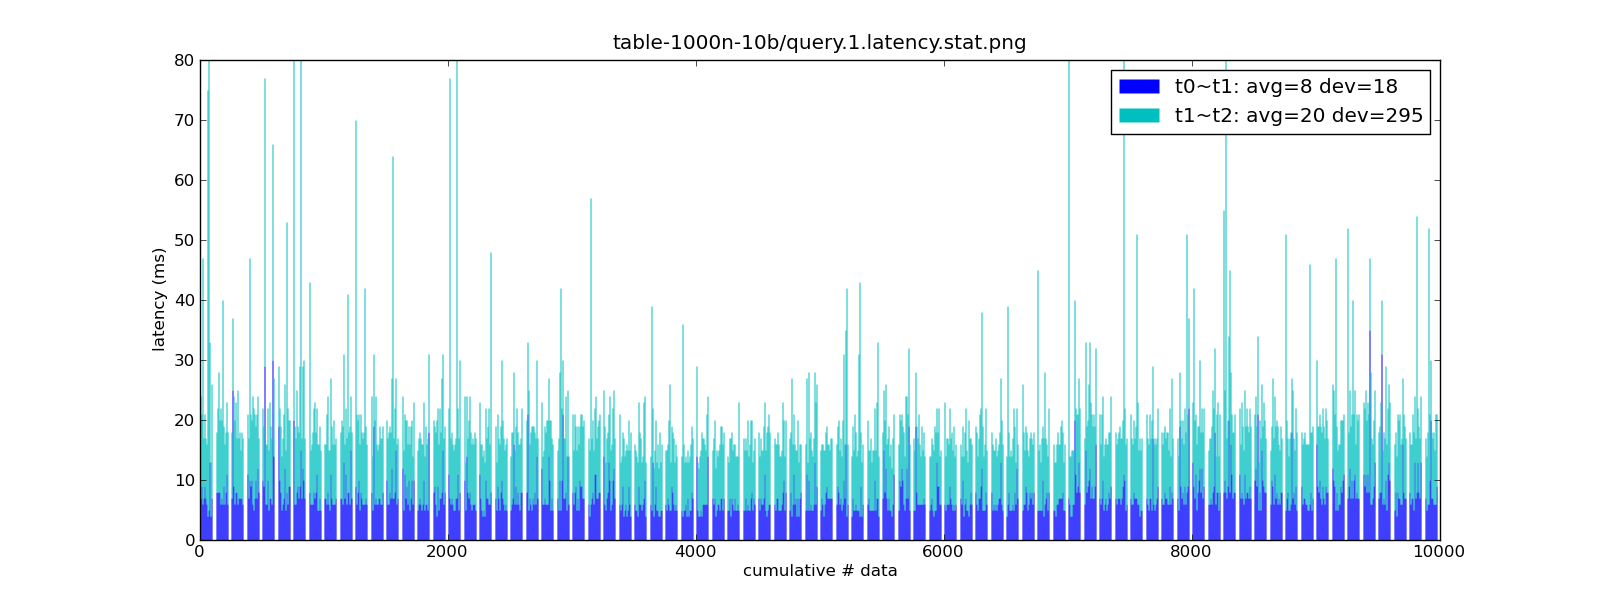 table-1000n-10b/query.1.latency.stat.png
t0~t1: avg=8 dev=18
t1~t2: avg=20 dev=295
latency (ms)
80
70
60
50
40
30
20
10
0
0 2000 4000 6000 8000 10000
cumulative # data